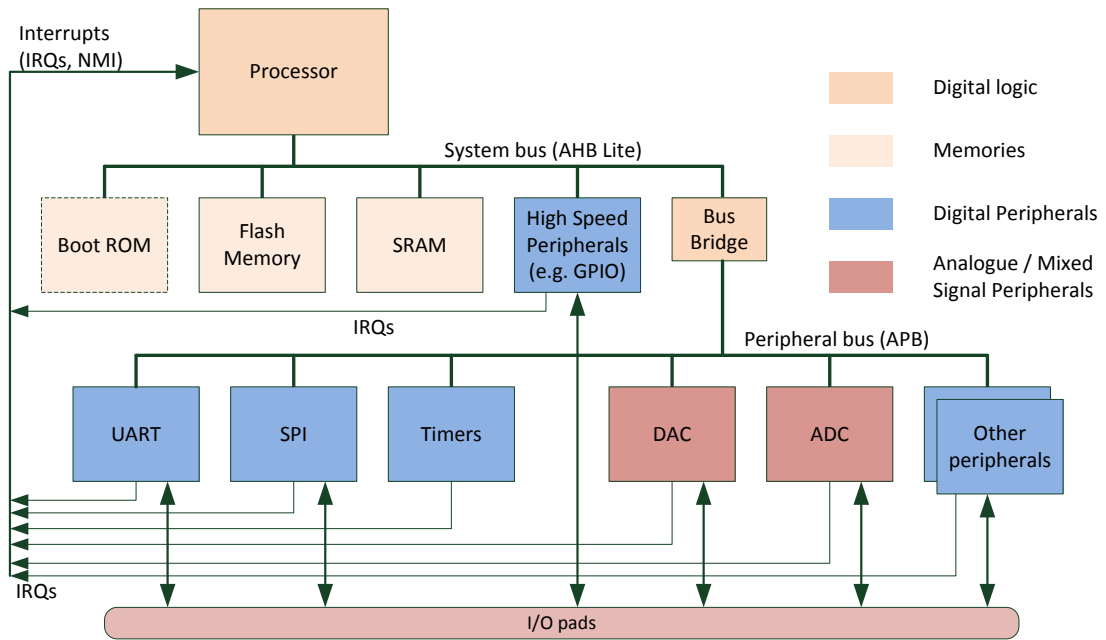 Interrupts
(IRQs, NMI)
Processor
Digital logic
System bus (AHB Lite)
Memories
Boot ROM
Flash
Memory
SRAM
High Speed
Peripherals
(e.g. GPIO)
Bus
Bridge
Digital Peripherals
Analogue / Mixed
Signal Peripherals
IRQs
Peripheral bus (APB)
UART
SPI
Timers
DAC
ADC
Other
peripherals
IRQs
I/O pads